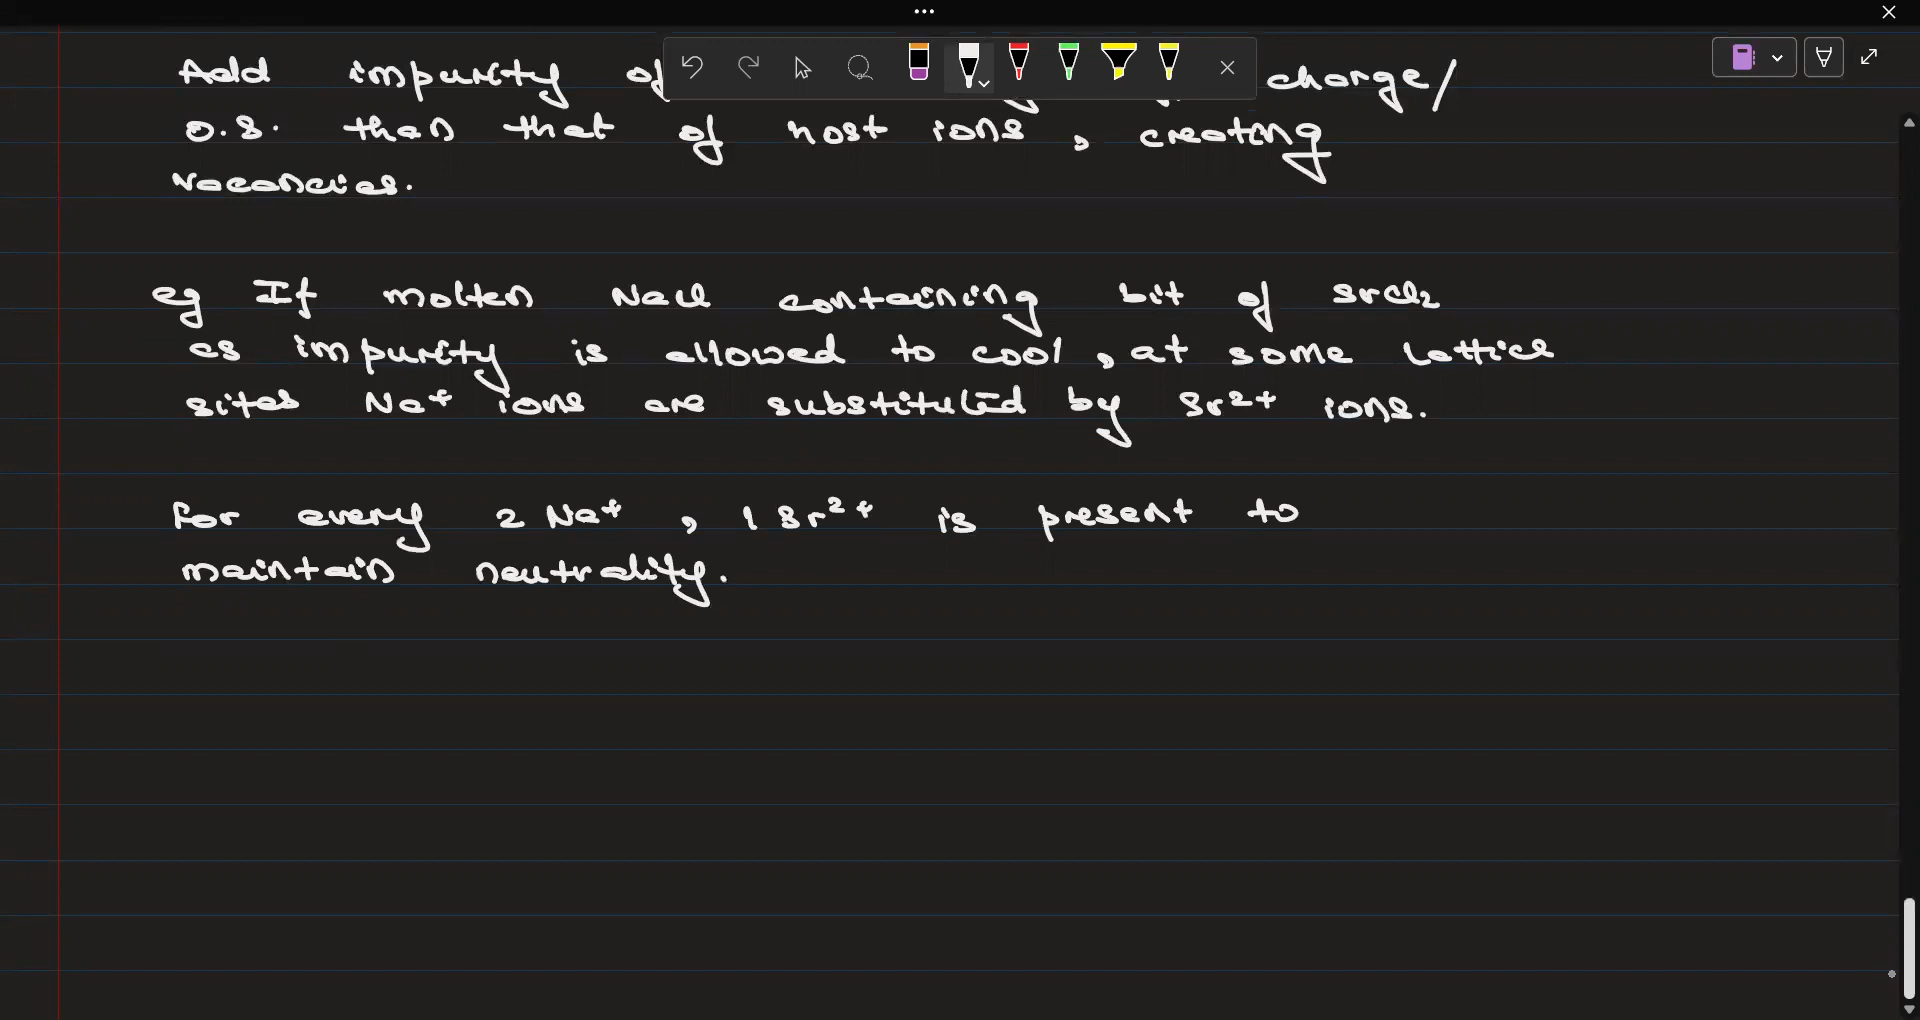 Add impurity of charge/
O.S. than that of host ions, creating
vacancies.
eg If molten NaCl containing bit of SrCl₂
as impurity is allowed to cool, at some lattice
sites Na⁺ ions are substituted by Sr²⁺ ions.
For every 2 Na⁺, 1 Sr²⁺ is present to
maintain neutrality.